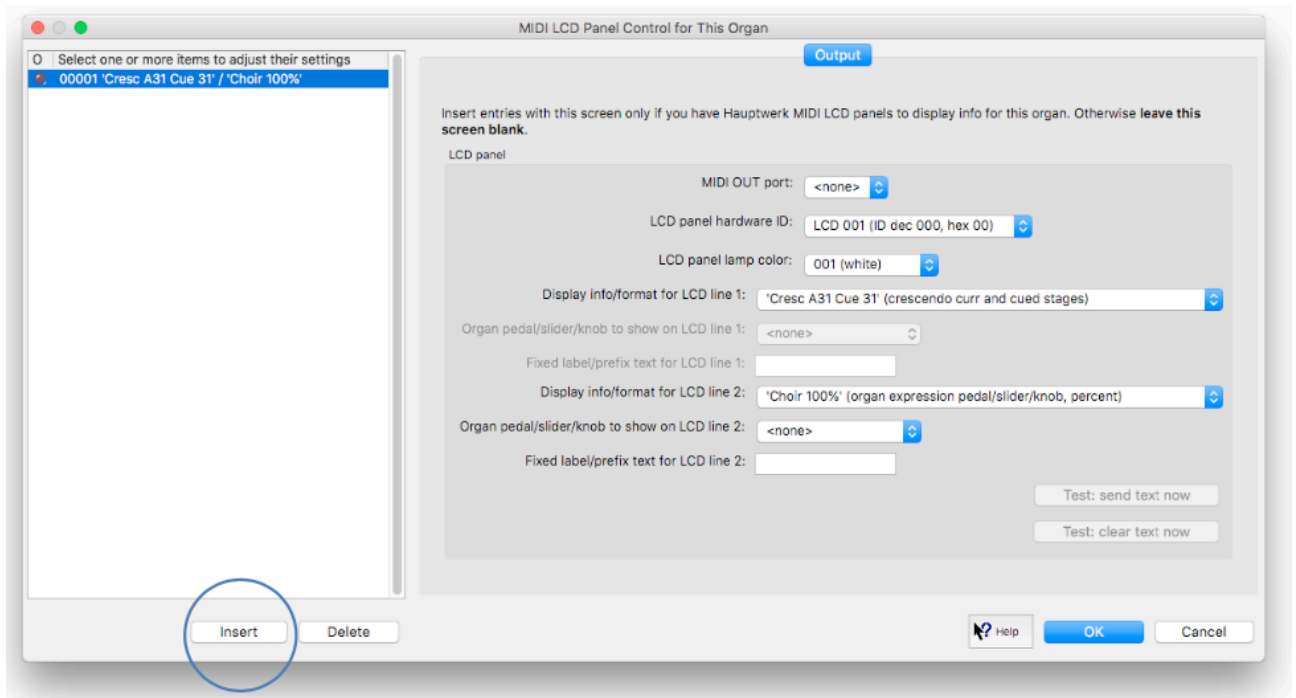 MIDI LCD Panel Control for This Organ
O Select one or more items to adjust their settings
00001 'Cresc A31 Cue 31' / 'Choir 100%'
Output
Insert entries with this screen only if you have Hauptwerk MIDI LCD panels to display info for this organ. Otherwise leave this
screen blank.
LCD panel
MIDI OUT port: <none>
LCD panel hardware ID: LCD 001 (ID dec 000, hex 00)
LCD panel lamp color: 001 (white)
Display info/format for LCD line 1: 'Cresc A31 Cue 31' (crescendo curr and cued stages)
Organ pedal/slider/knob to show on LCD line 1: <none>
Fixed label/prefix text for LCD line 1:
Display info/format for LCD line 2: 'Choir 100%' (organ expression pedal/slider/knob, percent)
Organ pedal/slider/knob to show on LCD line 2: <none>
Fixed label/prefix text for LCD line 2:
Test: send text now
Test: clear text now
Insert Delete ? Help OK Cancel